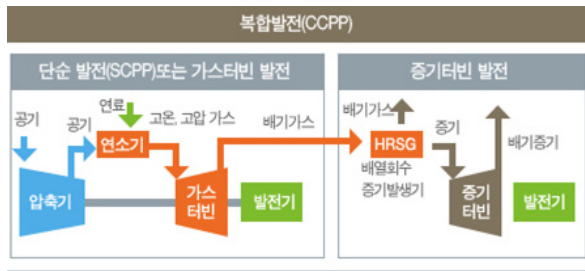 복합발전(CCPP)
단순 발전(SCPP)또는 가스터빈 발전
공기
공기
연료
연소기
고온, 고압 가스
배기가스
압축기
가스
터빈
발전기
증기터빈 발전
배기가스
HRSG
배열회수
증기발생기
증기
배기증기
증기
터빈
발전기